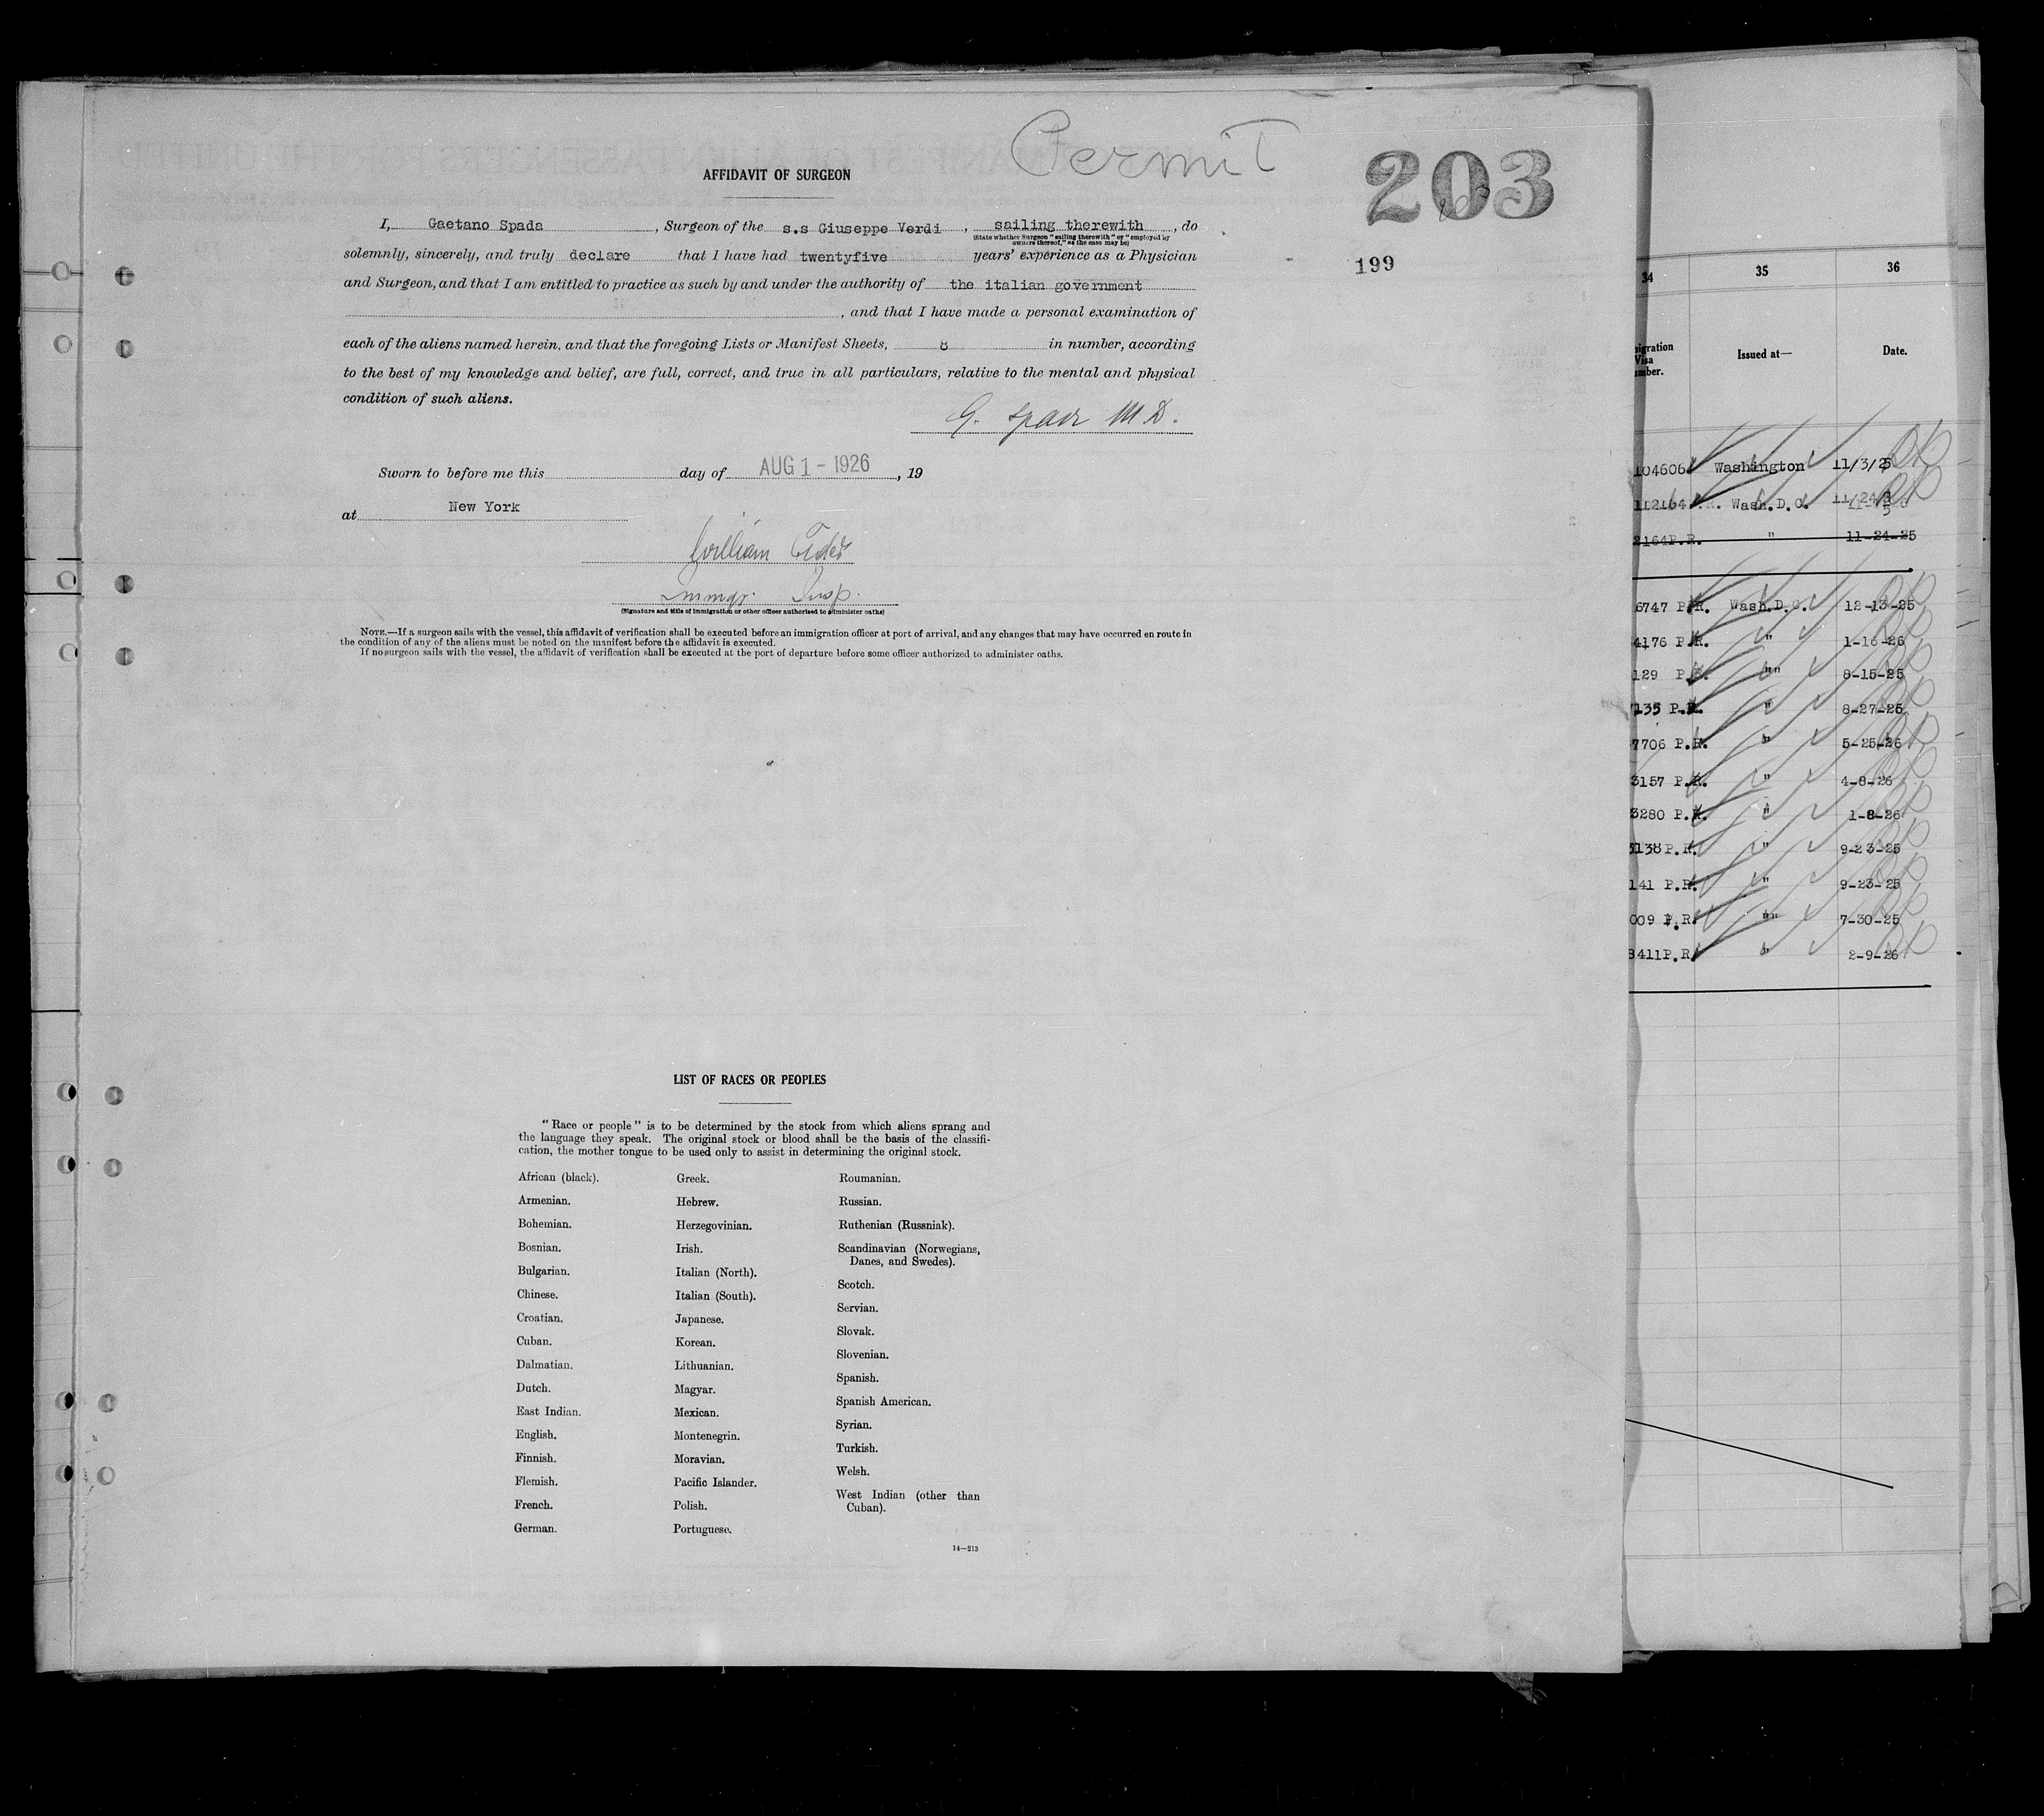 Permit
203
AFFIDAVIT OF SURGEON
I, Gaetano Spada, Surgeon of the s.s Giuseppe Verdi, sailing therewith, do
(State whether Surgeon "sailing therewith" or "employed by
owners thereof," as the case may be)
solemnly, sincerely, and truly declare that I have had twentyfive years' experience as a Physician
199
and Surgeon, and that I am entitled to practice as such by and under the authority of the italian government
, and that I have made a personal examination of
each of the aliens named herein, and that the foregoing Lists or Manifest Sheets, 8 in number, according
to the best of my knowledge and belief, are full, correct, and true in all particulars, relative to the mental and physical
condition of such aliens.
G. Spada M.D.
Sworn to before me this day of AUG 1 - 1926, 19
at New York
William
Immgr. Insp.
(Signature and title of immigration or other officer authorized to administer oaths)
NOTE.—If a surgeon sails with the vessel, this affidavit of verification shall be executed before an immigration officer at port of arrival, and any changes that may have occurred en route in
the condition of any of the aliens must be noted on the manifest before the affidavit is executed.
If no surgeon sails with the vessel, the affidavit of verification shall be executed at the port of departure before some officer authorized to administer oaths.
LIST OF RACES OR PEOPLES
"Race or people" is to be determined by the stock from which aliens sprang and
the language they speak. The original stock or blood shall be the basis of the classifi-
cation, the mother tongue to be used only to assist in determining the original stock.
African (black).
Armenian.
Bohemian.
Bosnian.
Bulgarian.
Chinese.
Croatian.
Cuban.
Dalmatian.
Dutch.
East Indian.
English.
Finnish.
Flemish.
French.
German.
Greek.
Hebrew.
Herzegovinian.
Irish.
Italian (North).
Italian (South).
Japanese.
Korean.
Lithuanian.
Magyar.
Mexican.
Montenegrin.
Moravian.
Pacific Islander.
Polish.
Portuguese.
Roumanian.
Russian.
Ruthenian (Russniak).
Scandinavian (Norwegians,
Danes, and Swedes).
Scotch.
Servian.
Slovak.
Slovenian.
Spanish.
Spanish American.
Syrian.
Turkish.
Welsh.
West Indian (other than
Cuban).
14—213
34 35 36
igration
Visa
mber.
Issued at— Date.
104606 Washington 11/3/25
112164 P.R. Wash. D. C.
2164P.R. " 11-24-25
6747 P.R. Wash.D.C. 12-13-25
4176 P.R. " 1-16-26
129 P.R. "" 8-15-25
7135 P.R. " 8-27-25
7706 P.R. " 5-25-26
3157 P.R. " 4-8-26
3280 P.R. " 1-8-26
5138 P.R. " 9-23-25
141 P.R. " 9-23-25
009 P.R. "" 7-30-25
8411P.R " 2-9-26